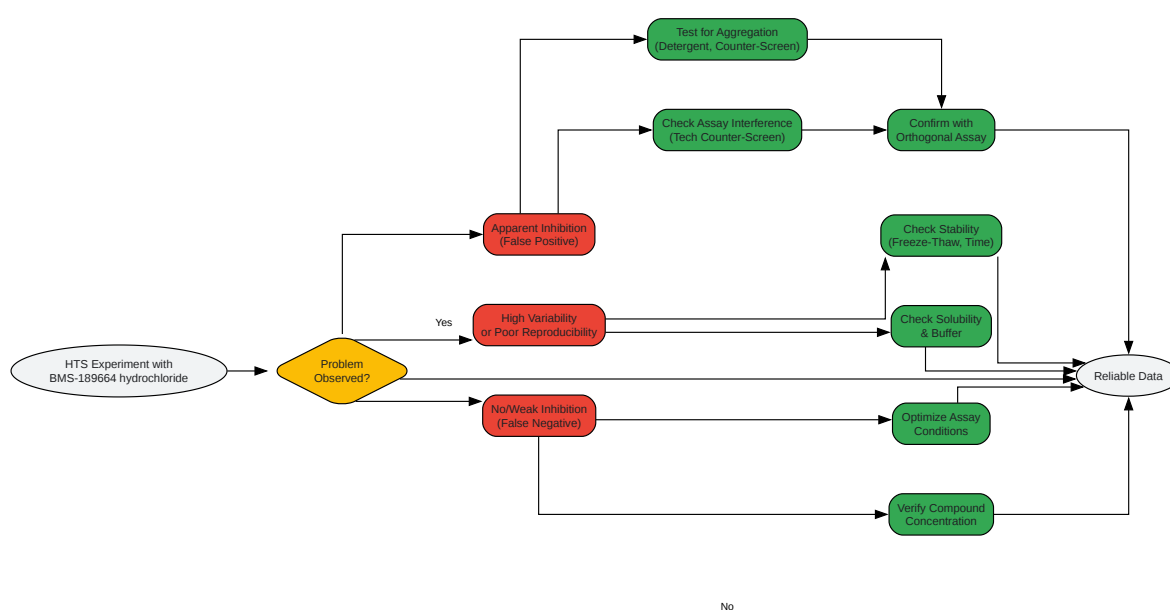 Test for Aggregation
(Detergent, Counter-Screen)
Check Assay Interference
(Tech Counter-Screen)
Confirm with
Orthogonal Assay
Apparent Inhibition
(False Positive)
Check Stability
(Freeze-Thaw, Time)
Yes
High Variability
or Poor Reproducibility
Check Solubility
& Buffer
HTS Experiment with
BMS-189664 hydrochloride
Problem
Observed?
Reliable Data
No/Weak Inhibition
(False Negative)
Optimize Assay
Conditions
Verify Compound
Concentration
No